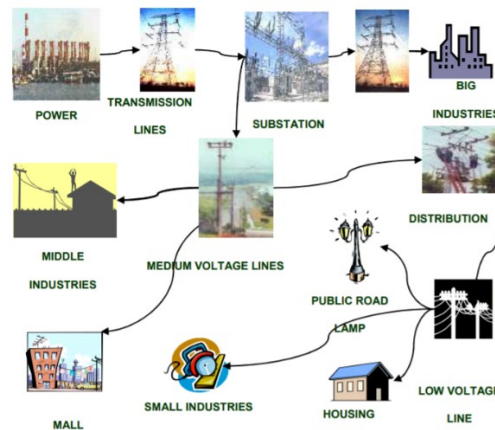 POWER
TRANSMISSION
LINES
SUBSTATION
BIG
INDUSTRIES
MIDDLE
INDUSTRIES
MEDIUM VOLTAGE LINES
DISTRIBUTION
PUBLIC ROAD
LAMP
MALL
SMALL INDUSTRIES
HOUSING
LOW VOLTAGE
LINE